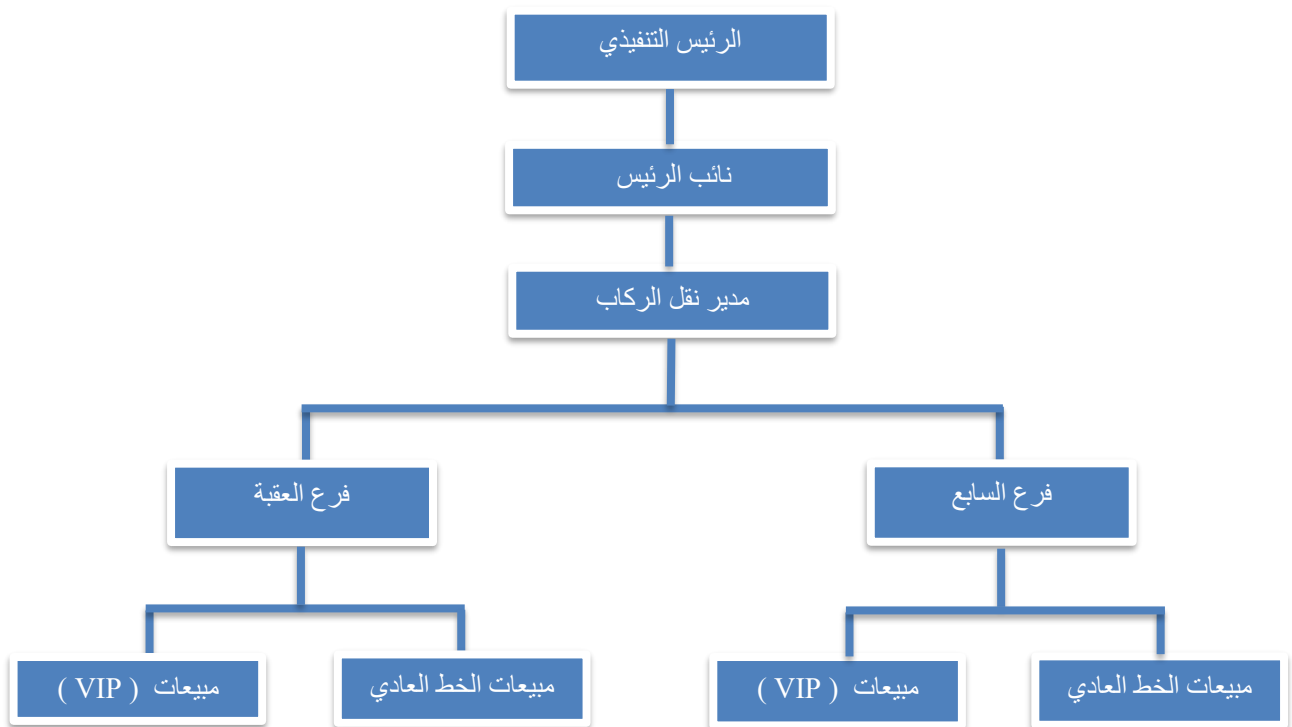 الرئيس التنفيذي
نائب الرئيس
مدير نقل الركاب
فرع السابع
فرع العقبة
مبيعات الخط العادي
مبيعات ( VIP )
مبيعات الخط العادي
مبيعات ( VIP )